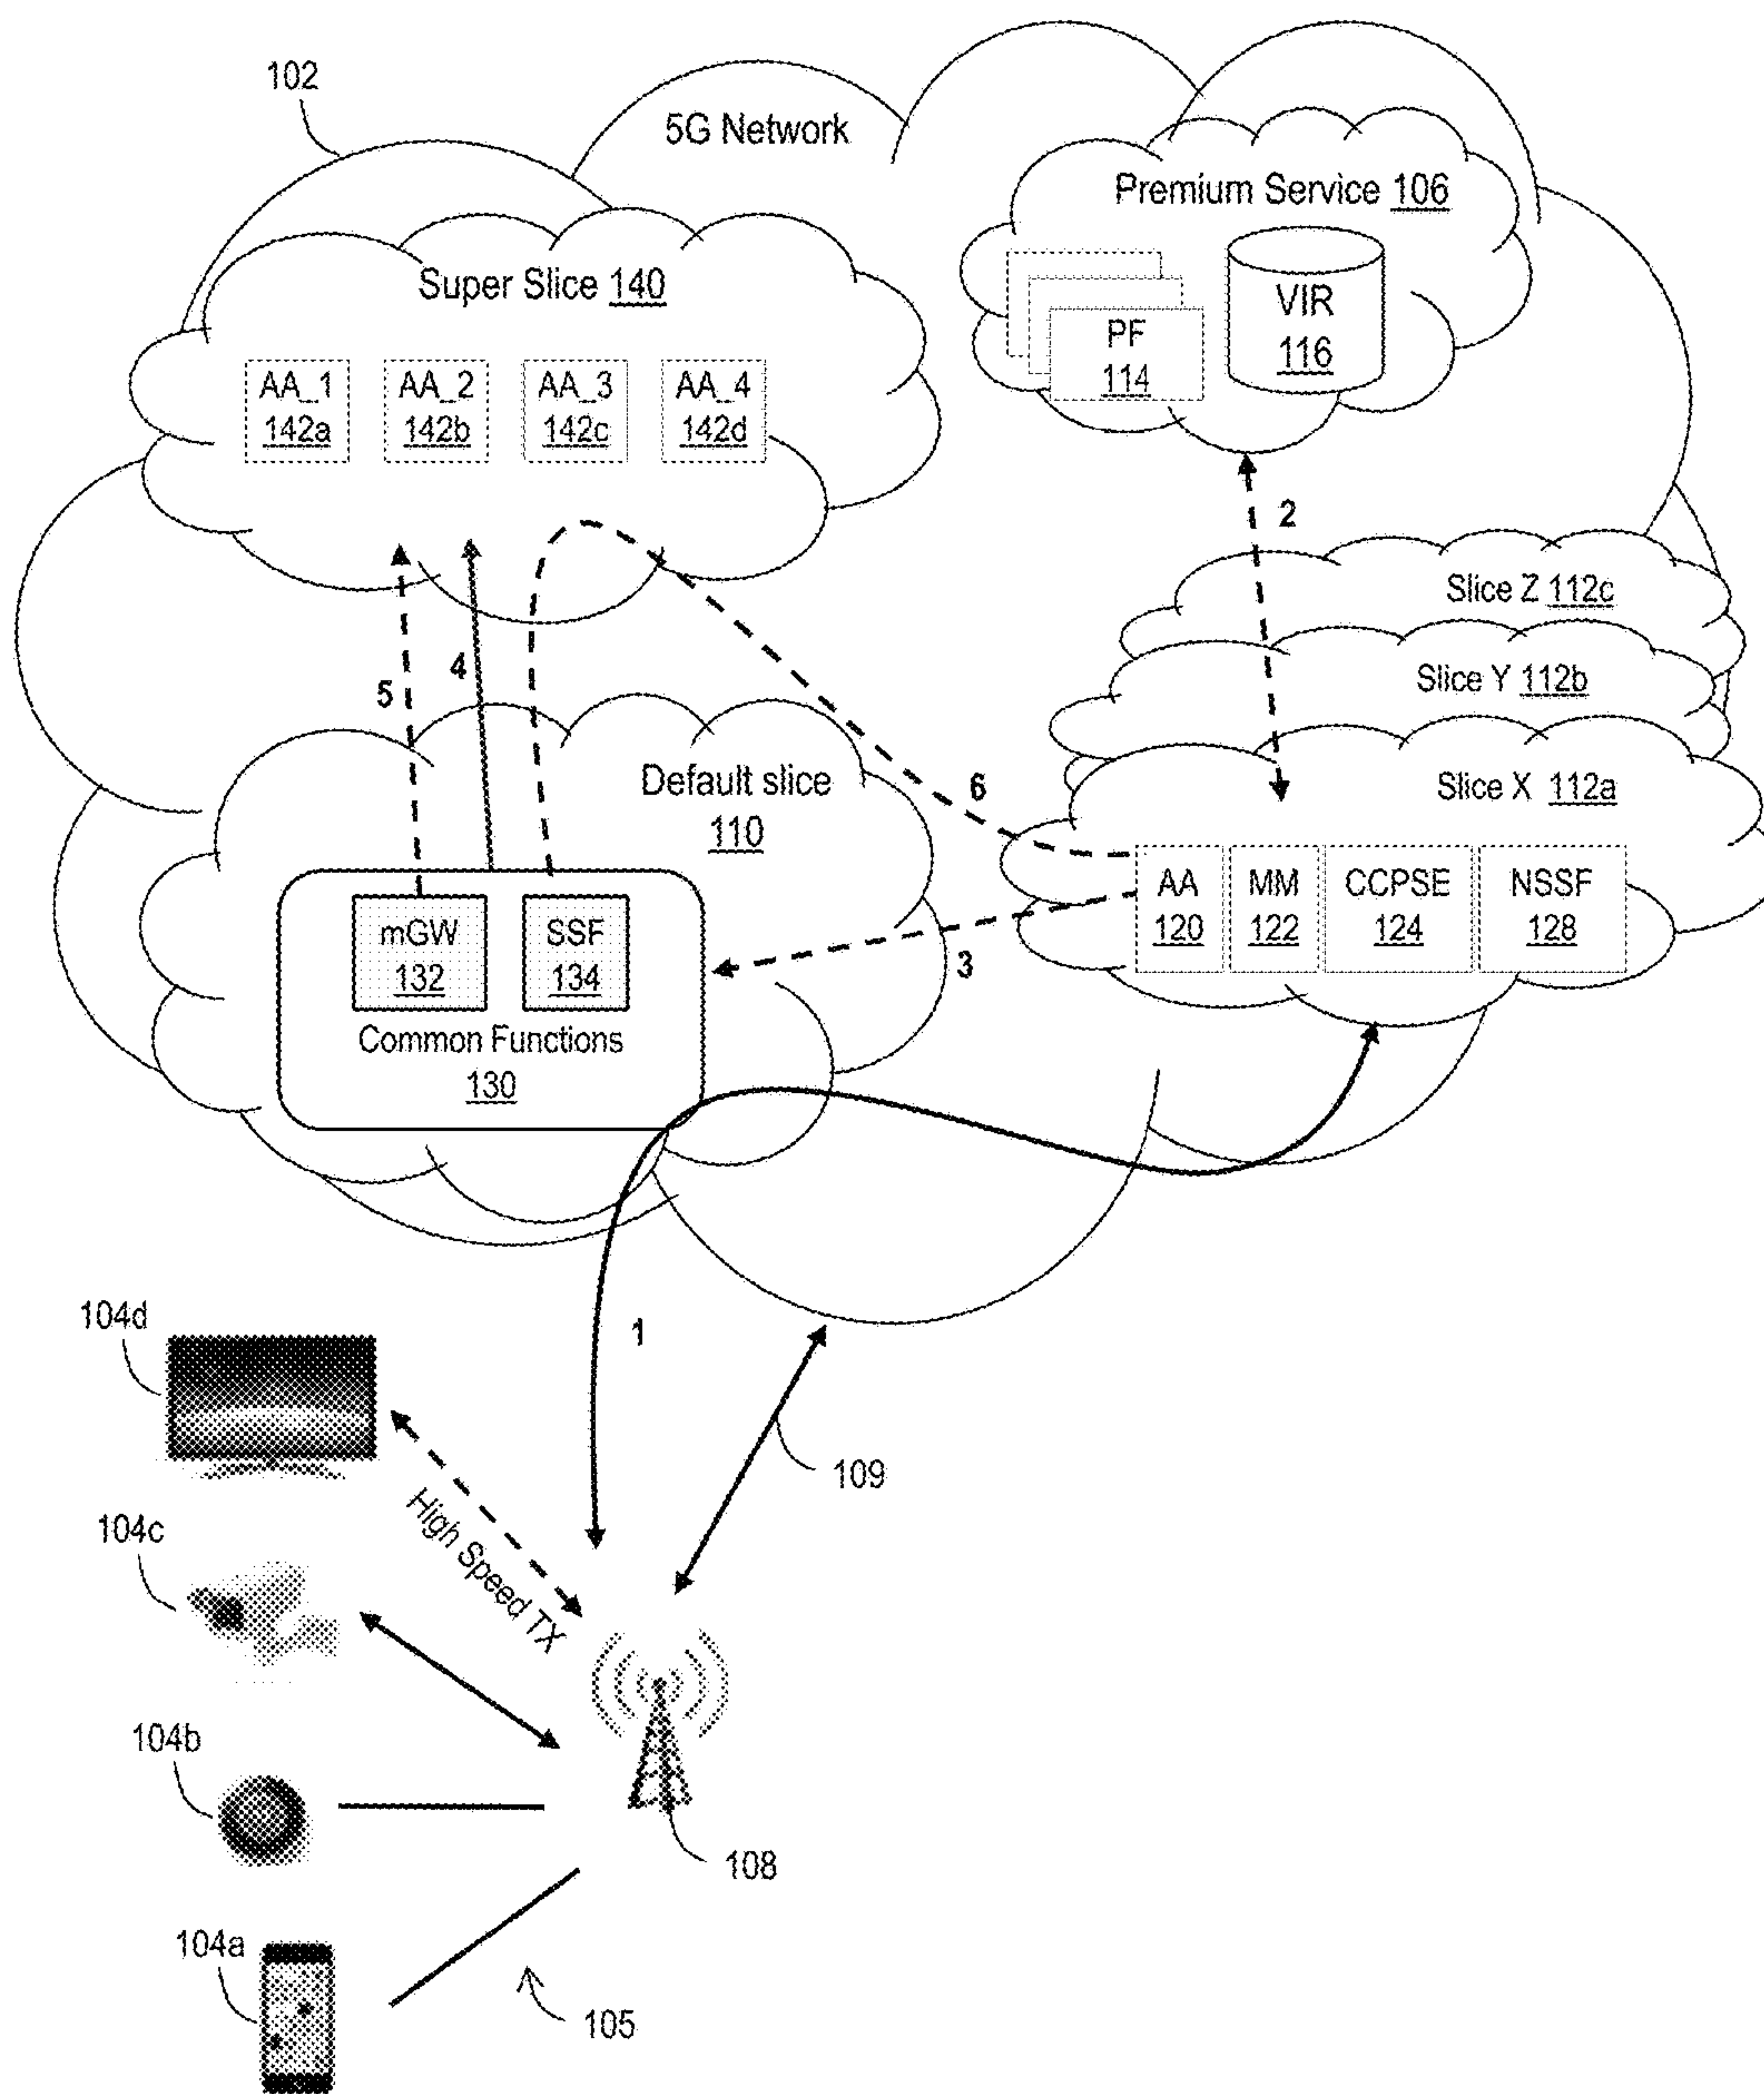 102
5G Network
Premium Service 106
PF
114
VIR
116
Super Slice 140
AA_1
142a
AA_2
142b
AA_3
142c
AA_4
142d
2
Slice Z 112c
Slice Y 112b
Slice X 112a
5
4
6
Default slice
110
AA
120
MM
122
CCPSE
124
NSSF
128
mGW
132
SSF
134
3
Common Functions
130
1
104d
109
High Speed TX
104c
104b
108
104a
105